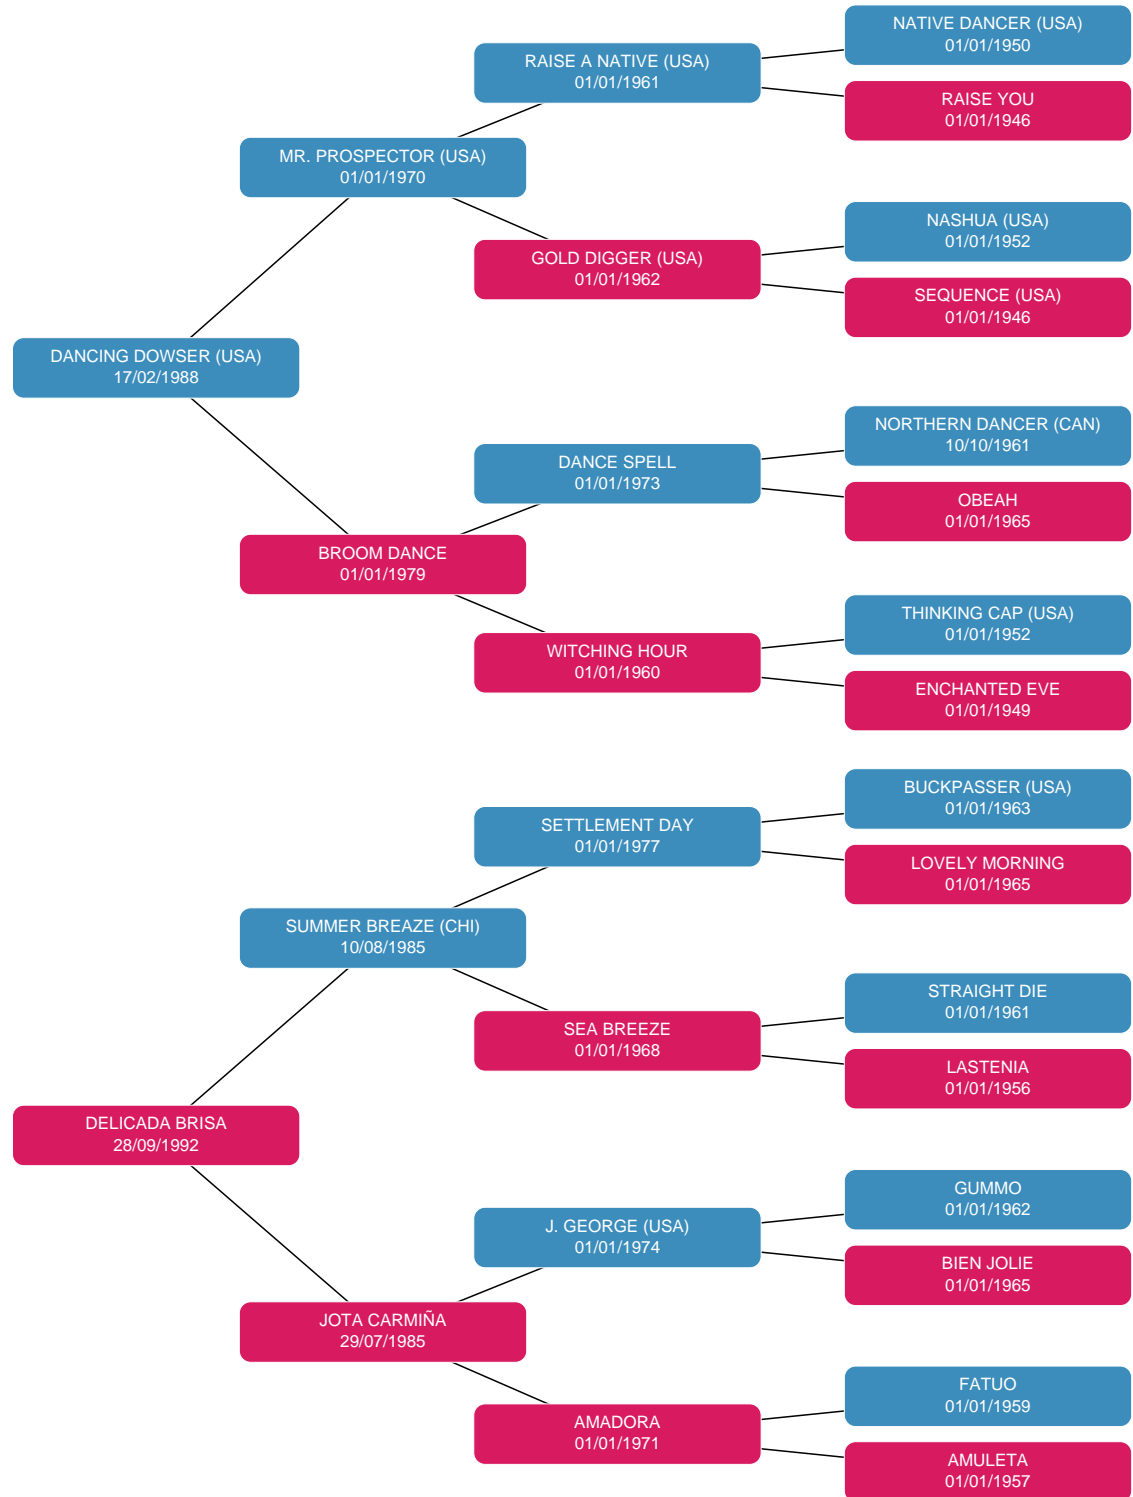 NATIVE DANCER (USA)
01/01/1950
RAISE A NATIVE (USA)
01/01/1961
RAISE YOU
01/01/1946
MR. PROSPECTOR (USA)
01/01/1970
NASHUA (USA)
01/01/1952
GOLD DIGGER (USA)
01/01/1962
SEQUENCE (USA)
01/01/1946
DANCING DOWSER (USA)
17/02/1988
NORTHERN DANCER (CAN)
10/10/1961
DANCE SPELL
01/01/1973
OBEAH
01/01/1965
BROOM DANCE
01/01/1979
THINKING CAP (USA)
01/01/1952
WITCHING HOUR
01/01/1960
ENCHANTED EVE
01/01/1949
BUCKPASSER (USA)
01/01/1963
SETTLEMENT DAY
01/01/1977
LOVELY MORNING
01/01/1965
SUMMER BREAZE (CHI)
10/08/1985
STRAIGHT DIE
01/01/1961
SEA BREEZE
01/01/1968
LASTENIA
01/01/1956
DELICADA BRISA
28/09/1992
GUMMO
01/01/1962
J. GEORGE (USA)
01/01/1974
BIEN JOLIE
01/01/1965
JOTA CARMIÑA
29/07/1985
FATUO
01/01/1959
AMADORA
01/01/1971
AMULETA
01/01/1957